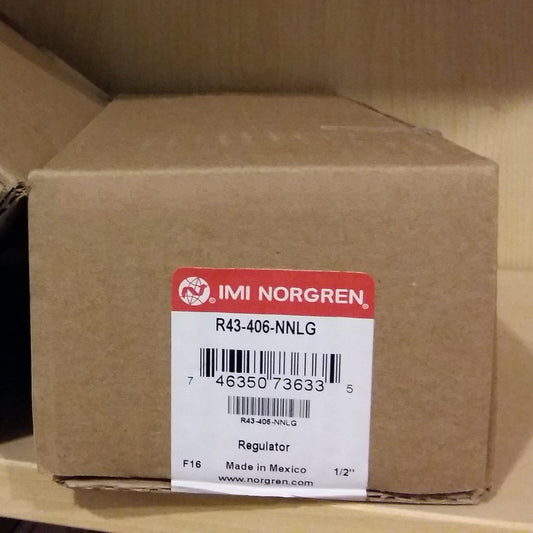 IMI NORGREN®
R43-406-NNLG
7 46350 73633 5
R43-406-NNLG
Regulator
F16 Made in Mexico 1/2"
www.norgren.com